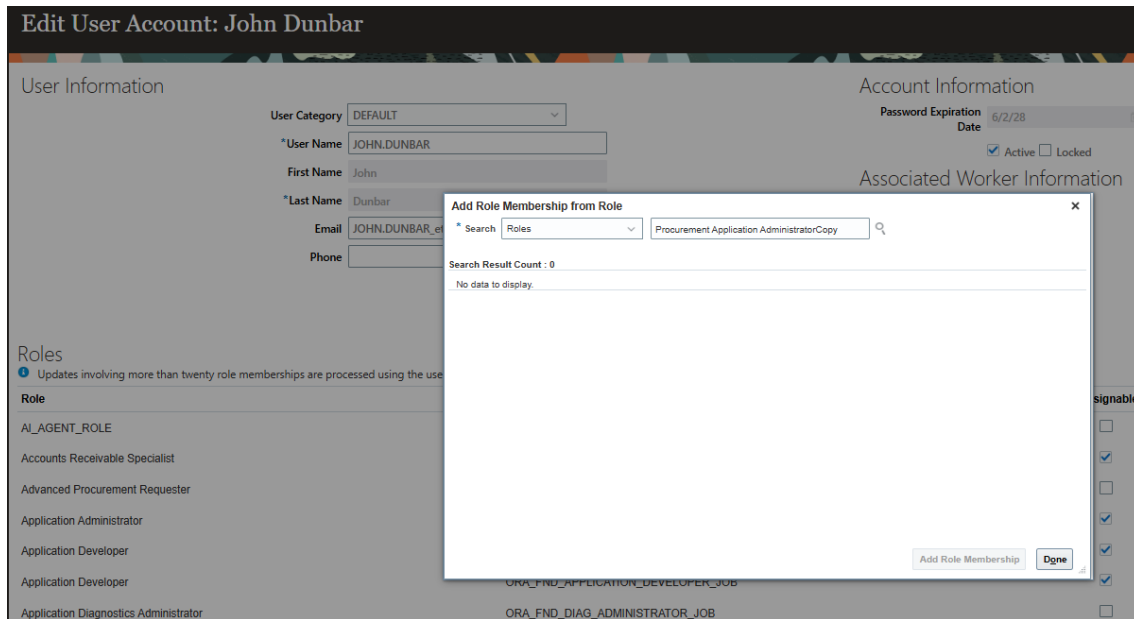 Edit User Account: John Dunbar
User Information
Account Information
User Category DEFAULT
Password Expiration Date 6/2/28
*User Name JOHN.DUNBAR
Active Locked
First Name John
Associated Worker Information
*Last Name Dunbar
Email JOHN.DUNBAR_et
Phone
Add Role Membership from Role
* Search Roles Procurement Application AdministratorCopy
Search Result Count : 0
No data to display.
Add Role Membership Done
Roles
Updates involving more than twenty role memberships are processed using the use
Role signable
AI_AGENT_ROLE
Accounts Receivable Specialist
Advanced Procurement Requester
Application Administrator
Application Developer
Application Developer ORA_FND_APPLICATION_DEVELOPER_JOB
Application Diagnostics Administrator ORA_FND_DIAG_ADMINISTRATOR_JOB